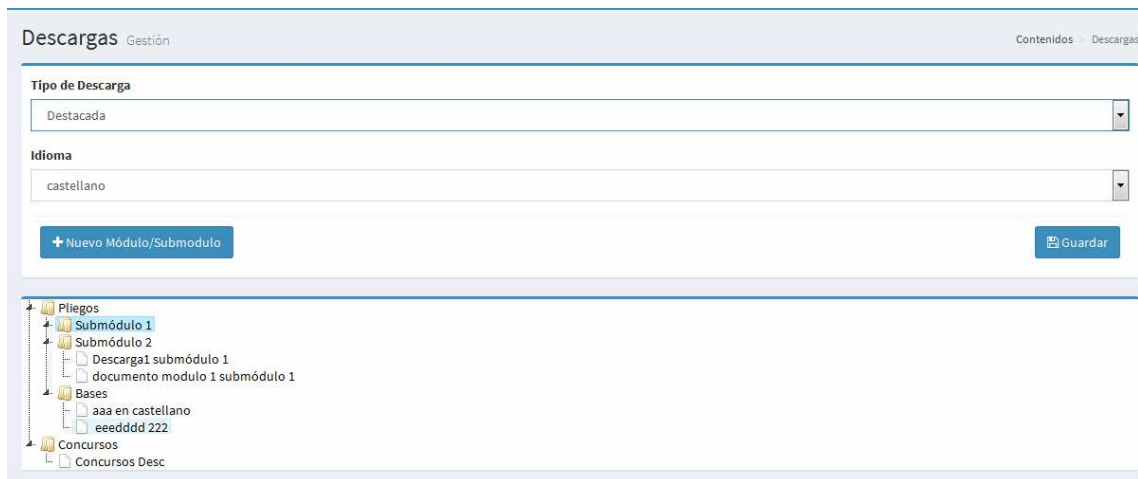 Descargas Gestión
Contenidos > Descargas
Tipo de Descarga
Destacada
Idioma
castellano
Nuevo Módulo/Submodulo
Guardar
Pliegos
Submódulo 1
Submódulo 2
Descarga1 submódulo 1
documento modulo 1 submódulo 1
Bases
aaa en castellano
eeedddd 222
Concursos
Concursos Desc